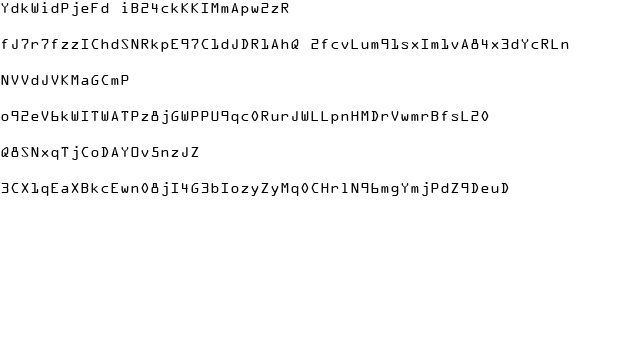 YdkWidPjeFd iB24ckKKIMmApw2zR
fJ7r7fzzIChdSNRkpE97C1dJDR1AhQ 2fcvLum91sxIm1vA84x3dYcRLn
NVVdJVKMaGCmP
o92eV6kWITWATPz8jGWPPU9qc0RurJWLLpnHMDrVwmrBfsL20
Q8SNxqTjCoDAYOv5nzJZ
3CX1qEaXBkcEwn08jI4G3bIozyZyMq0CHr1N96mgYmjPdZ9DeuD